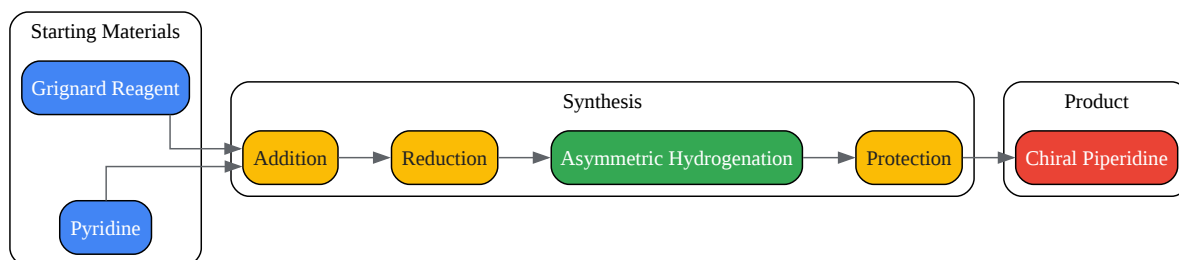 Starting Materials
Grignard Reagent
Pyridine
Synthesis
Addition
Reduction
Asymmetric Hydrogenation
Protection
Product
Chiral Piperidine